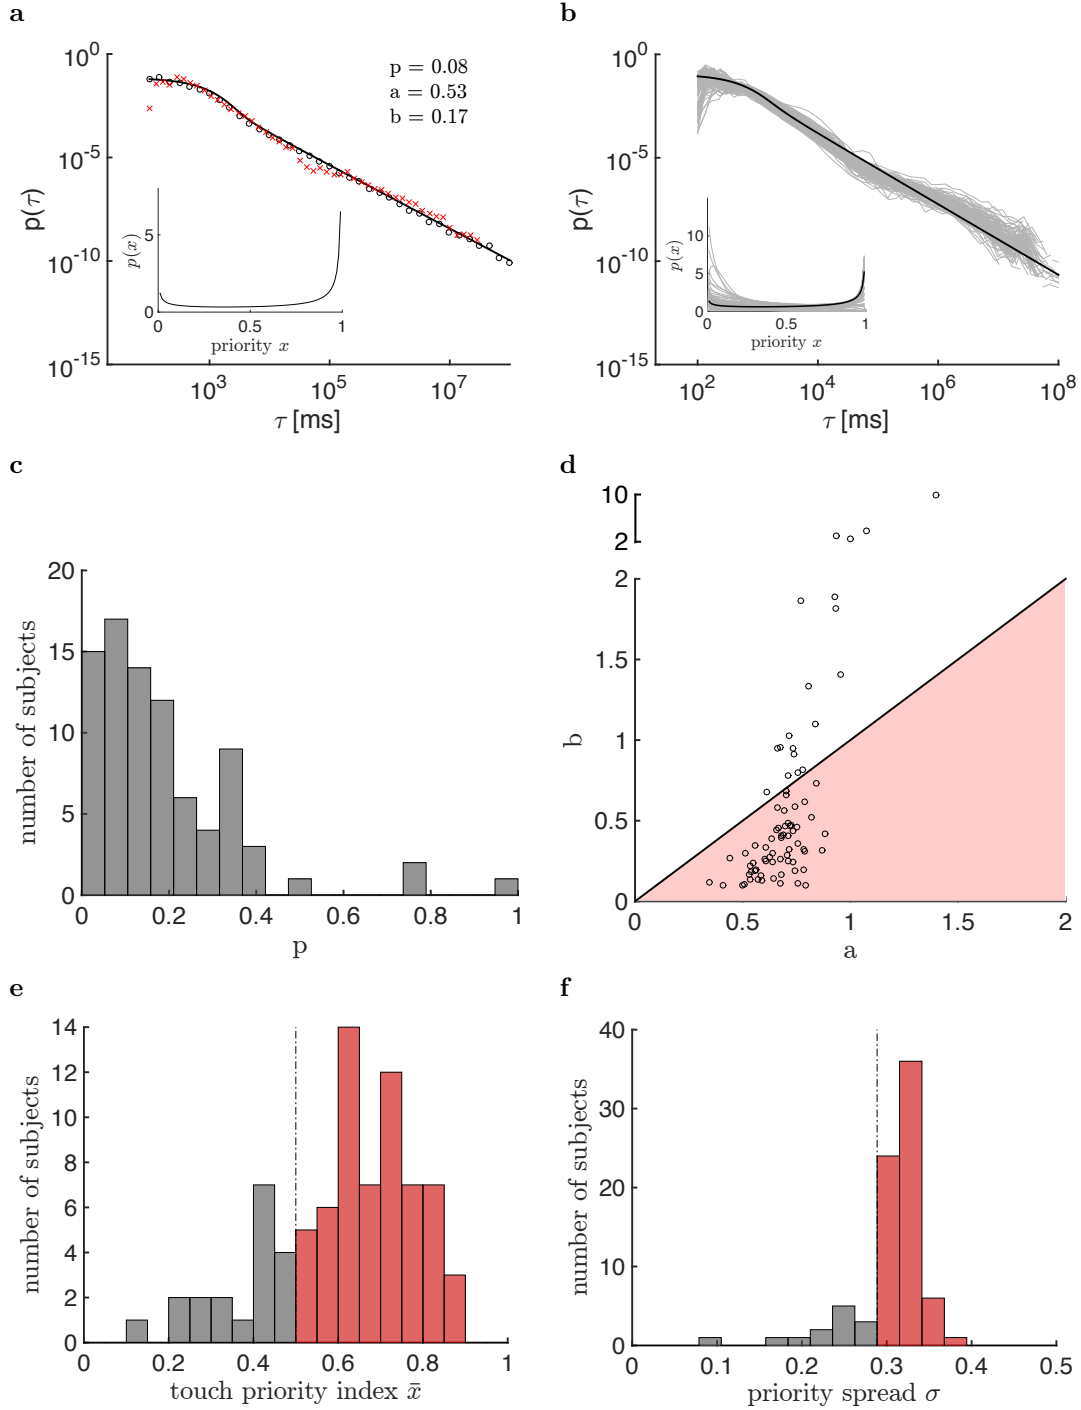 a
p = 0.08
a = 0.53
b = 0.17
10^0
10^-5
10^-10
10^-15
p(τ)
10^3
10^5
10^7
τ [ms]
5
0
p(x)
0
0.5
1
priority x
b
10^0
10^-5
10^-10
10^-15
p(τ)
10^2
10^4
10^6
10^8
τ [ms]
10
5
0
p(x)
0
0.5
1
priority x
c
20
15
10
5
0
number of subjects
0
0.2
0.4
0.6
0.8
1
p
d
10
2
2
1.5
1
0.5
0
b
0
0.5
1
1.5
2
a
e
14
12
10
8
6
4
2
0
number of subjects
0
0.2
0.4
0.6
0.8
1
touch priority index x̄
f
40
30
20
10
0
number of subjects
0
0.1
0.2
0.3
0.4
0.5
priority spread σ